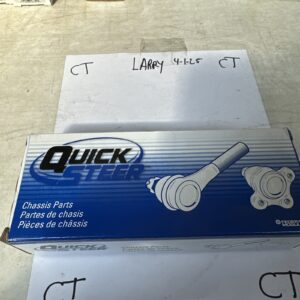 CT LARRY 4-1-25 CT
QUICK
STEER
Chassis Parts
Partes de chasis
Pièces de châssis
CT CT